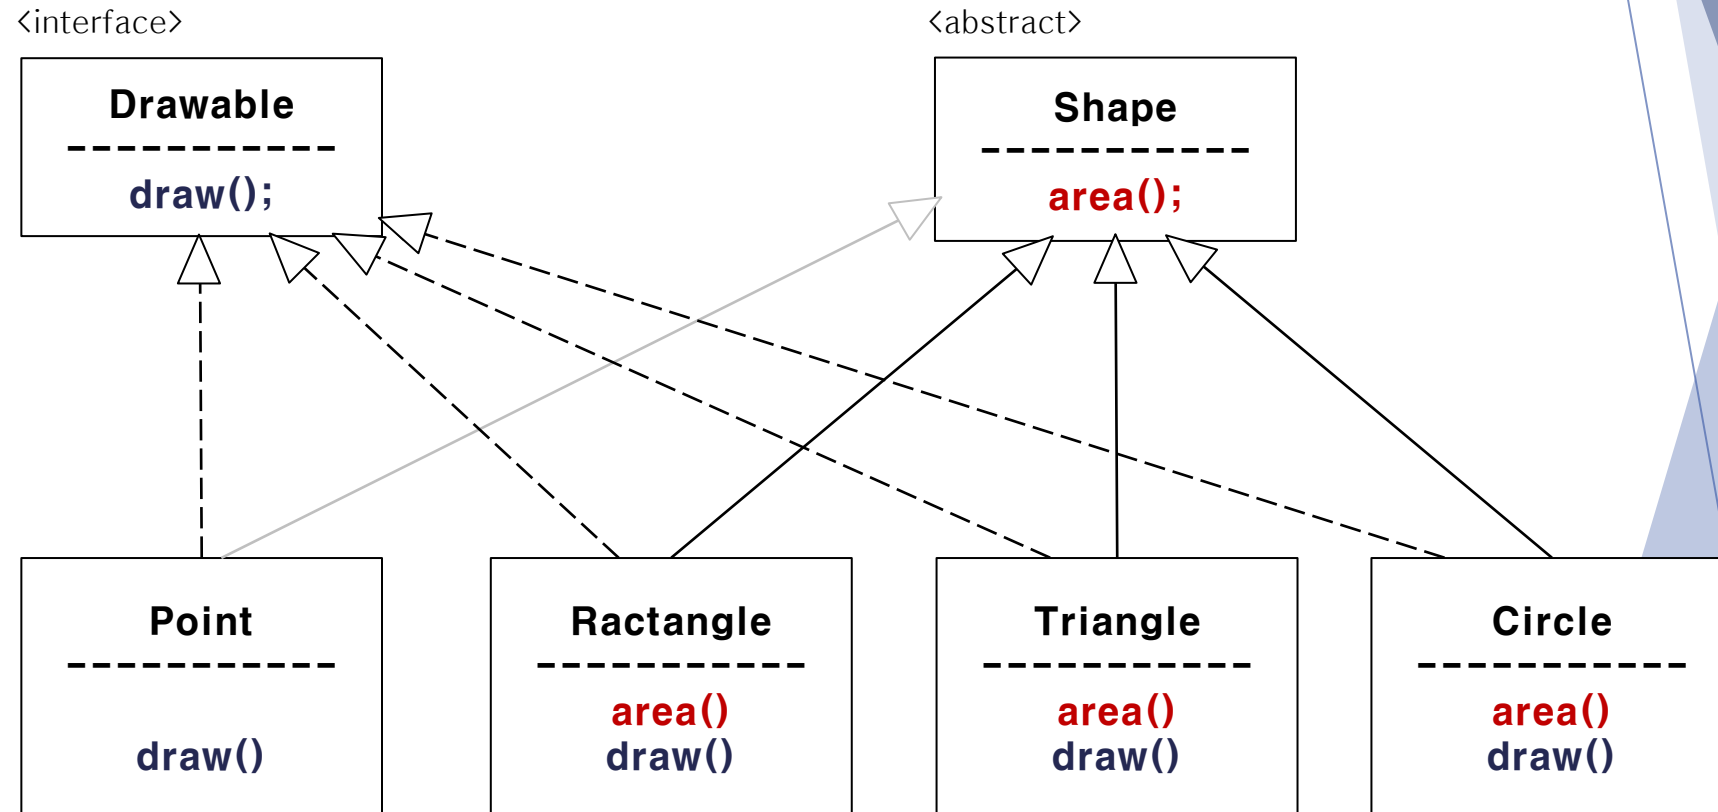 <interface>
<abstract>
Drawable
------------
draw();
Shape
------------
area();
Point
------------
draw()
Ractangle
------------
area()
draw()
Triangle
------------
area()
draw()
Circle
------------
area()
draw()